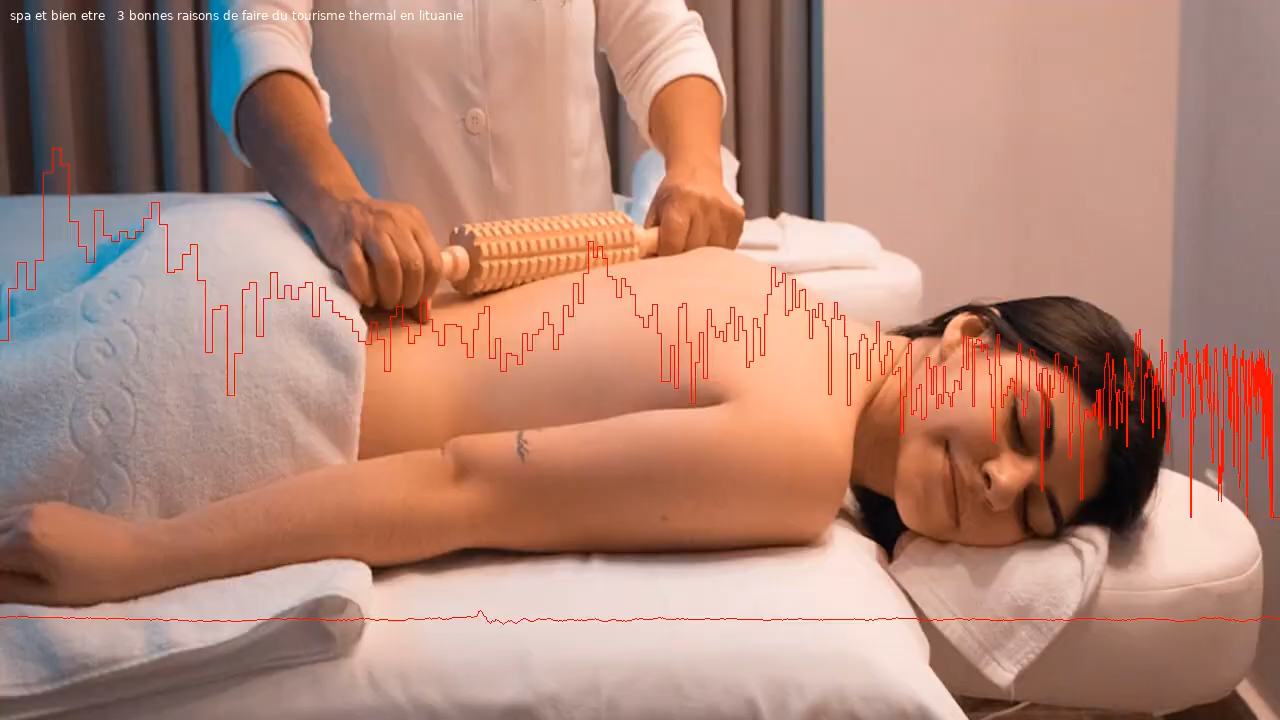 spa et bien etre   3 bonnes raisons de faire du tourisme thermal en lituanie